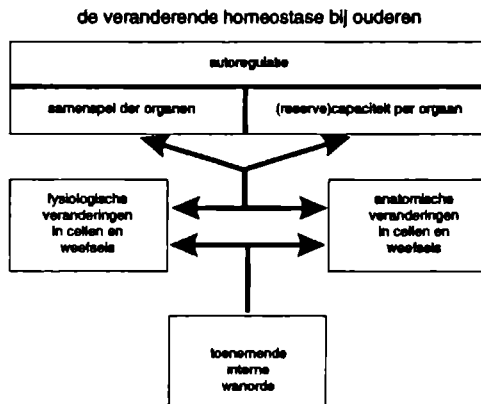 de veranderende homeostase bij ouderen
autoregulatie
samenspel der organen
(reserve)capaciteit per orgaan
fysiologische
veranderingen
in cellen en
weefsels
anatomische
veranderingen
in cellen en
weefsels
toenemende
interne
wanorde